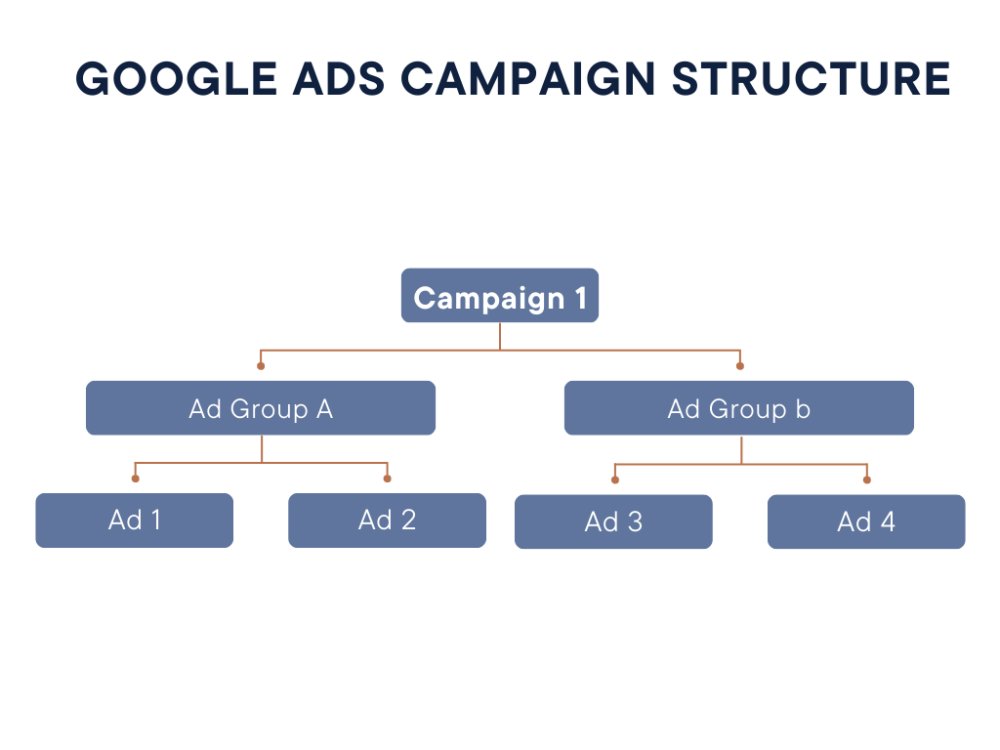 GOOGLE ADS CAMPAIGN STRUCTURE
Campaign 1
Ad Group A
Ad Group b
Ad 1
Ad 2
Ad 3
Ad 4